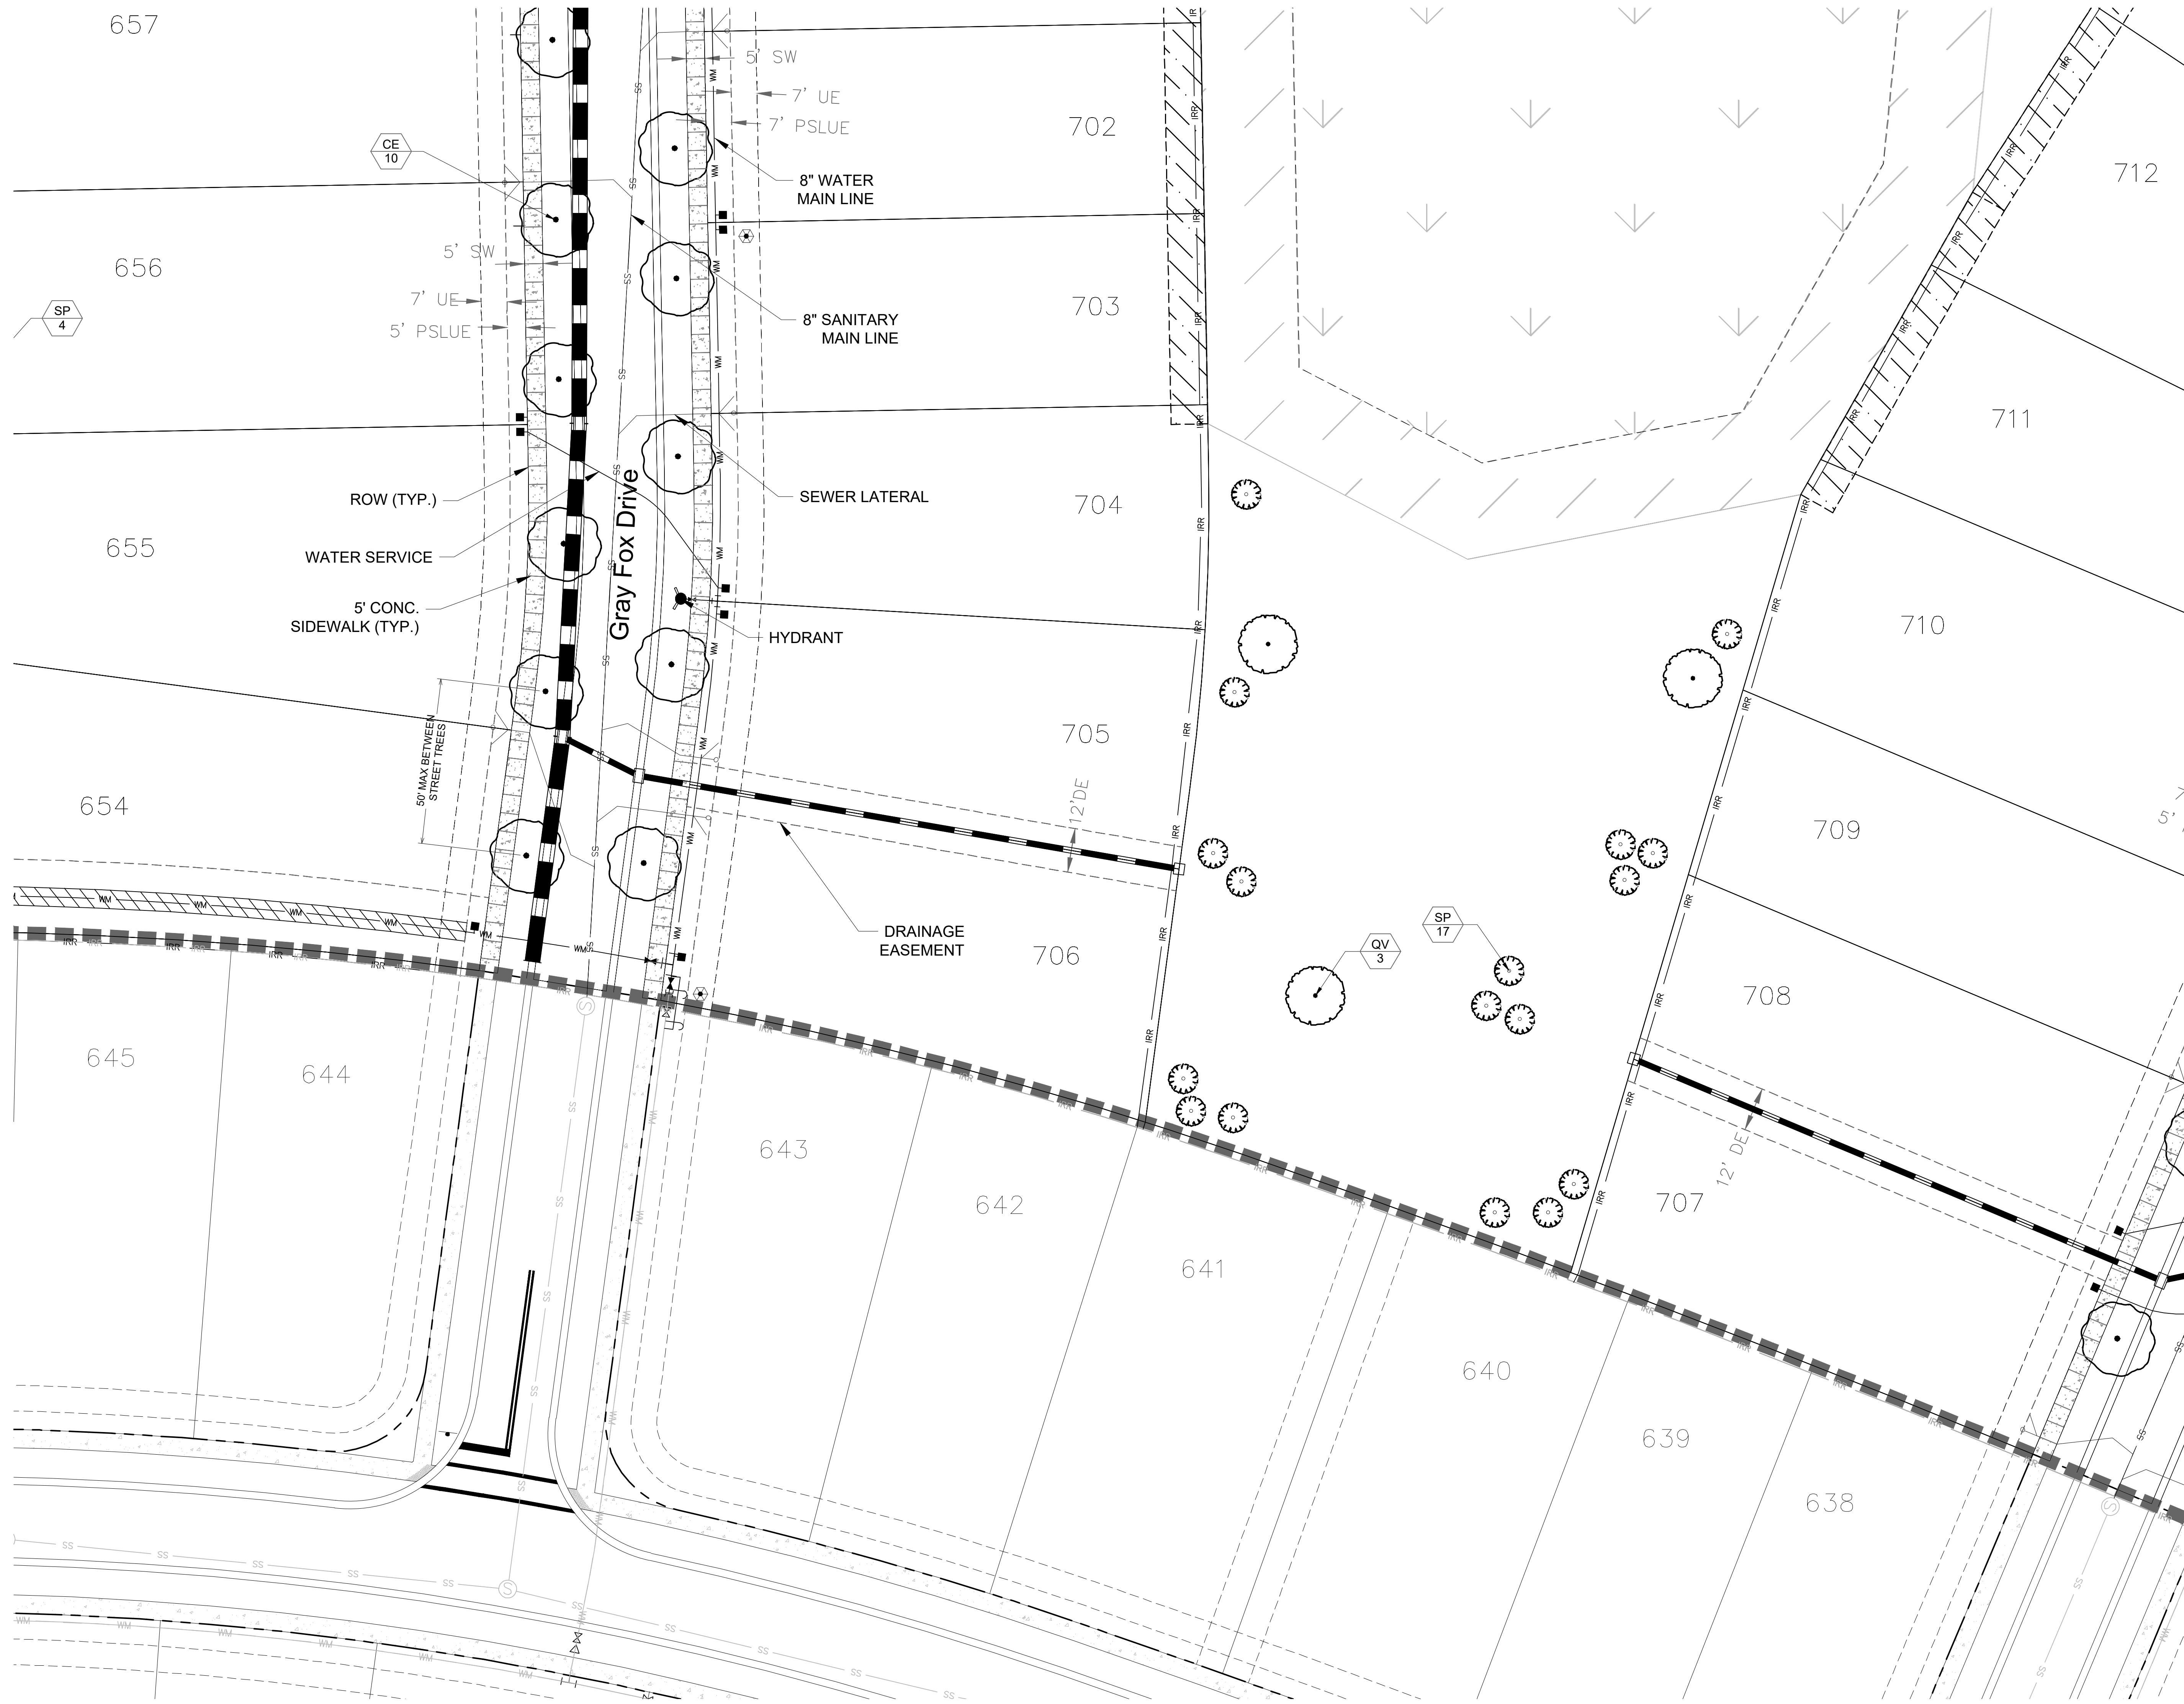 657
5' SW
7' UE
7' PSLUE
702
CE
10
8" WATER
MAIN LINE
712
5' SW
656
7' UE
SP
4
5' PSLUE
703
8" SANITARY
MAIN LINE
711
ROW (TYP.)
SEWER LATERAL
704
Gray Fox Drive
655
WATER SERVICE
5' CONC.
SIDEWALK (TYP.)
HYDRANT
710
705
50' MAX BETWEEN
STREET TREES
654
12'DE
709
5'
DRAINAGE
EASEMENT
706
QV
3
SP
17
708
645
644
643
642
641
12' DE
707
640
639
638
SS
WM
IRR
S